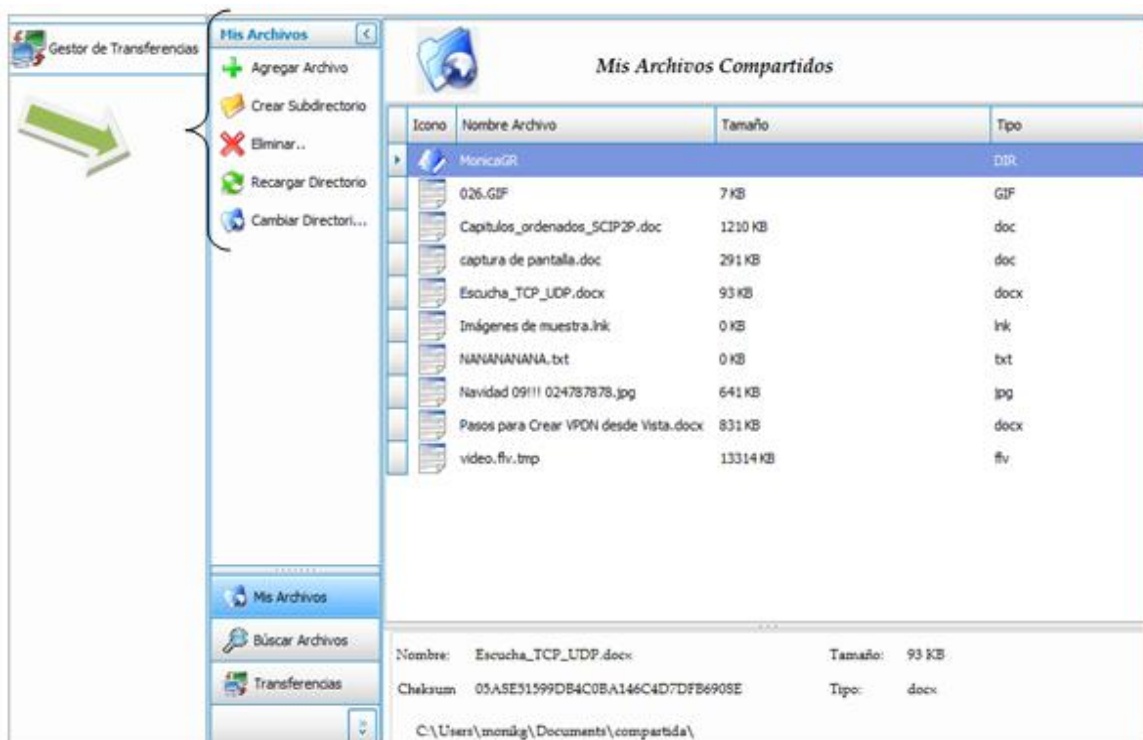 Gestor de Transferencias
Mis Archivos
Agregar Archivo
Crear Subdirectorio
Eliminar..
Recargar Directorio
Cambiar Directori...
Mis Archivos
Búscar Archivos
Transferencias
Mis Archivos Compartidos
Icono Nombre Archivo Tamaño Tipo
MonicaGR DIR
026.GIF 7 KB GIF
Capitulos_ordenados_SCIP2P.doc 1210 KB doc
captura de pantalla.doc 291 KB doc
Escucha_TCP_UDP.docx 93 KB docx
Imágenes de muestra.lnk 0 KB lnk
NANANANANA.txt 0 KB txt
Navidad 09!!! 024787878.jpg 641 KB jpg
Pasos para Crear VPDN desde Vista.docx 831 KB docx
video.flv.tmp 13314 KB flv
Nombre: Escucha_TCP_UDP.docx Tamaño: 93 KB
Cheksum 05A5E51599DB4C0BA146C4D7DFB6905E Tipo: docx
C:\Users\monikg\Documents\compartida\